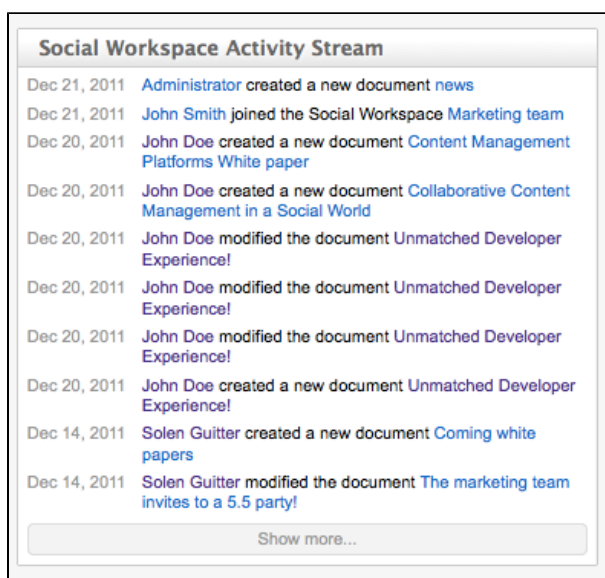 Social Workspace Activity Stream
Dec 21, 2011 Administrator created a new document news
Dec 21, 2011 John Smith joined the Social Workspace Marketing team
Dec 20, 2011 John Doe created a new document Content Management
Platforms White paper
Dec 20, 2011 John Doe created a new document Collaborative Content
Management in a Social World
Dec 20, 2011 John Doe modified the document Unmatched Developer
Experience!
Dec 20, 2011 John Doe modified the document Unmatched Developer
Experience!
Dec 20, 2011 John Doe modified the document Unmatched Developer
Experience!
Dec 20, 2011 John Doe created a new document Unmatched Developer
Experience!
Dec 14, 2011 Solen Guitter created a new document Coming white
papers
Dec 14, 2011 Solen Guitter modified the document The marketing team
invites to a 5.5 party!
Show more...